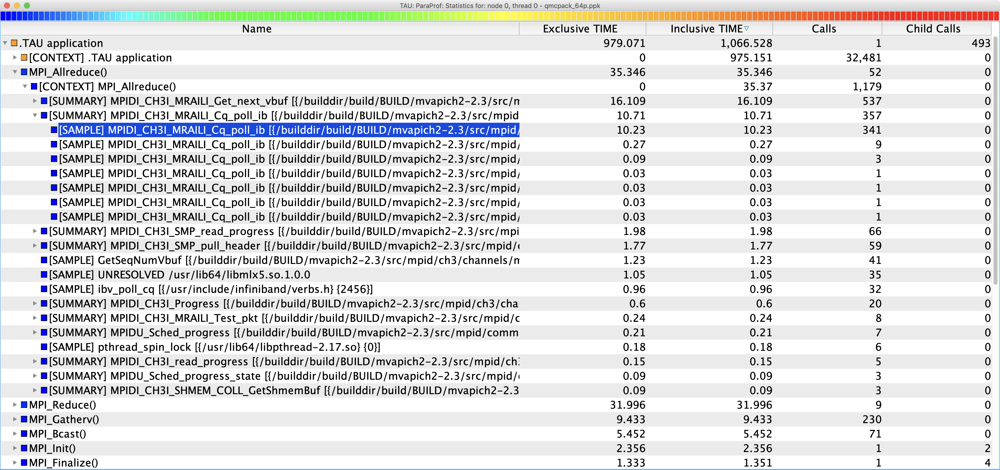 TAU: ParaProf: Statistics for: node 0, thread 0 - qmcpack_64p.ppk
Name Exclusive TIME Inclusive TIME Calls Child Calls
.TAU application 979.071 1,066.528 1 493
[CONTEXT] .TAU application 0 975.151 32,481 0
MPI_Allreduce() 35.346 35.346 52 0
[CONTEXT] MPI_Allreduce() 0 35.37 1,179 0
[SUMMARY] MPIDI_CH3I_MRAILI_Get_next_vbuf [{/builddir/build/BUILD/mvapich2-2.3/src/m 16.109 16.109 537 0
[SUMMARY] MPIDI_CH3I_MRAILI_Cq_poll_ib [{/builddir/build/BUILD/mvapich2-2.3/src/mpid 10.71 10.71 357 0
[SAMPLE] MPIDI_CH3I_MRAILI_Cq_poll_ib [{/builddir/build/BUILD/mvapich2-2.3/src/mpid/ 10.23 10.23 341 0
[SAMPLE] MPIDI_CH3I_MRAILI_Cq_poll_ib [{/builddir/build/BUILD/mvapich2-2.3/src/mpid/ 0.27 0.27 9 0
[SAMPLE] MPIDI_CH3I_MRAILI_Cq_poll_ib [{/builddir/build/BUILD/mvapich2-2.3/src/mpid/ 0.09 0.09 3 0
[SAMPLE] MPIDI_CH3I_MRAILI_Cq_poll_ib [{/builddir/build/BUILD/mvapich2-2.3/src/mpid/ 0.03 0.03 1 0
[SAMPLE] MPIDI_CH3I_MRAILI_Cq_poll_ib [{/builddir/build/BUILD/mvapich2-2.3/src/mpid/ 0.03 0.03 1 0
[SAMPLE] MPIDI_CH3I_MRAILI_Cq_poll_ib [{/builddir/build/BUILD/mvapich2-2.3/src/mpid/ 0.03 0.03 1 0
[SAMPLE] MPIDI_CH3I_MRAILI_Cq_poll_ib [{/builddir/build/BUILD/mvapich2-2.3/src/mpid/ 0.03 0.03 1 0
[SUMMARY] MPIDI_CH3I_SMP_read_progress [{/builddir/build/BUILD/mvapich2-2.3/src/mpi 1.98 1.98 66 0
[SUMMARY] MPIDI_CH3I_SMP_pull_header [{/builddir/build/BUILD/mvapich2-2.3/src/mpid/ 1.77 1.77 59 0
[SAMPLE] GetSeqNumVbuf [{/builddir/build/BUILD/mvapich2-2.3/src/mpid/ch3/channels/m 1.23 1.23 41 0
[SAMPLE] UNRESOLVED /usr/lib64/libmlx5.so.1.0.0 1.05 1.05 35 0
[SAMPLE] ibv_poll_cq [{/usr/include/infiniband/verbs.h} {2456}] 0.96 0.96 32 0
[SUMMARY] MPIDI_CH3I_Progress [{/builddir/build/BUILD/mvapich2-2.3/src/mpid/ch3/cha 0.6 0.6 20 0
[SUMMARY] MPIDI_CH3I_MRAILI_Test_pkt [{/builddir/build/BUILD/mvapich2-2.3/src/mpid/c 0.24 0.24 8 0
[SUMMARY] MPIDU_Sched_progress [{/builddir/build/BUILD/mvapich2-2.3/src/mpid/comm 0.21 0.21 7 0
[SAMPLE] pthread_spin_lock [{/usr/lib64/libpthread-2.17.so} {0}] 0.18 0.18 6 0
[SUMMARY] MPIDI_CH3I_read_progress [{/builddir/build/BUILD/mvapich2-2.3/src/mpid/ch3 0.15 0.15 5 0
[SUMMARY] MPIDU_Sched_progress_state [{/builddir/build/BUILD/mvapich2-2.3/src/mpid/ 0.09 0.09 3 0
[SUMMARY] MPIDI_CH3I_SHMEM_COLL_GetShmemBuf [{/builddir/build/BUILD/mvapich2-2.3 0.09 0.09 3 0
MPI_Reduce() 31.996 31.996 9 0
MPI_Gatherv() 9.433 9.433 230 0
MPI_Bcast() 5.452 5.452 71 0
MPI_Init() 2.356 2.356 1 2
MPI_Finalize() 1.333 1.351 1 4